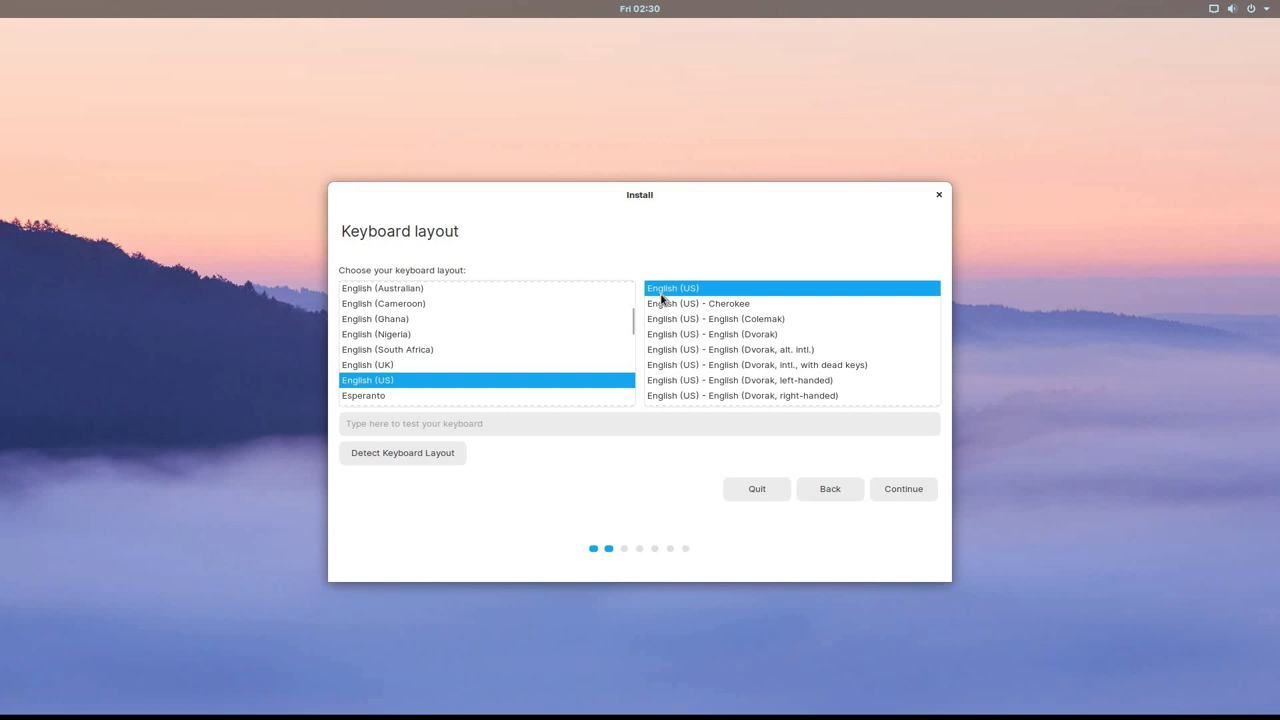 Fri 02:30
Install
Keyboard layout
Choose your keyboard layout:
English (Australian)
English (Cameroon)
English (Ghana)
English (Nigeria)
English (South Africa)
English (UK)
English (US)
Esperanto
English (US)
English (US) - Cherokee
English (US) - English (Colemak)
English (US) - English (Dvorak)
English (US) - English (Dvorak, alt. intl.)
English (US) - English (Dvorak, intl., with dead keys)
English (US) - English (Dvorak, left-handed)
English (US) - English (Dvorak, right-handed)
Type here to test your keyboard
Detect Keyboard Layout
Quit
Back
Continue